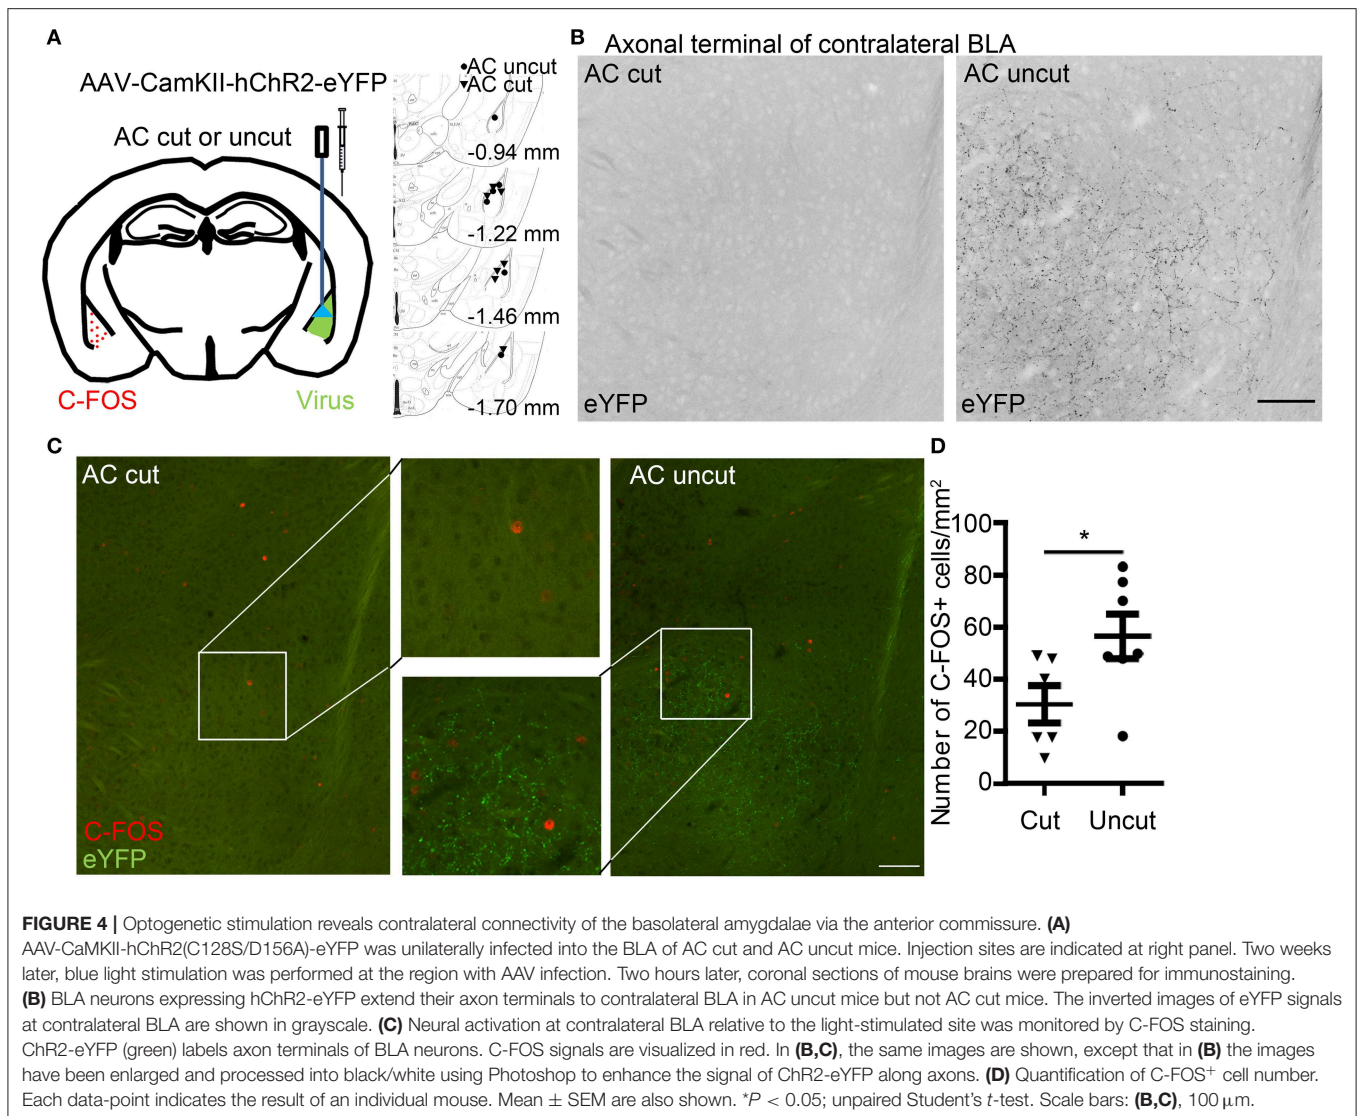 A
AAV-CamKII-hChR2-eYFP
AC cut or uncut
C-FOS
Virus
AC uncut
AC cut
-0.94 mm
-1.22 mm
-1.46 mm
-1.70 mm
B
Axonal terminal of contralateral BLA
AC cut
eYFP
AC uncut
eYFP
C
AC cut
C-FOS
eYFP
AC uncut
D
Number of C-FOS+ cells/mm²
100
80
60
40
20
0
*
Cut
Uncut
FIGURE 4 | Optogenetic stimulation reveals contralateral connectivity of the basolateral amygdalae via the anterior commissure. (A)
AAV-CaMKII-hChR2(C128S/D156A)-eYFP was unilaterally infected into the BLA of AC cut and AC uncut mice. Injection sites are indicated at right panel. Two weeks
later, blue light stimulation was performed at the region with AAV infection. Two hours later, coronal sections of mouse brains were prepared for immunostaining.
(B) BLA neurons expressing hChR2-eYFP extend their axon terminals to contralateral BLA in AC uncut mice but not AC cut mice. The inverted images of eYFP signals
at contralateral BLA are shown in grayscale. (C) Neural activation at contralateral BLA relative to the light-stimulated site was monitored by C-FOS staining.
ChR2-eYFP (green) labels axon terminals of BLA neurons. C-FOS signals are visualized in red. In (B,C), the same images are shown, except that in (B) the images
have been enlarged and processed into black/white using Photoshop to enhance the signal of ChR2-eYFP along axons. (D) Quantification of C-FOS⁺ cell number.
Each data-point indicates the result of an individual mouse. Mean ± SEM are also shown. *P < 0.05; unpaired Student's t-test. Scale bars: (B,C), 100 μm.